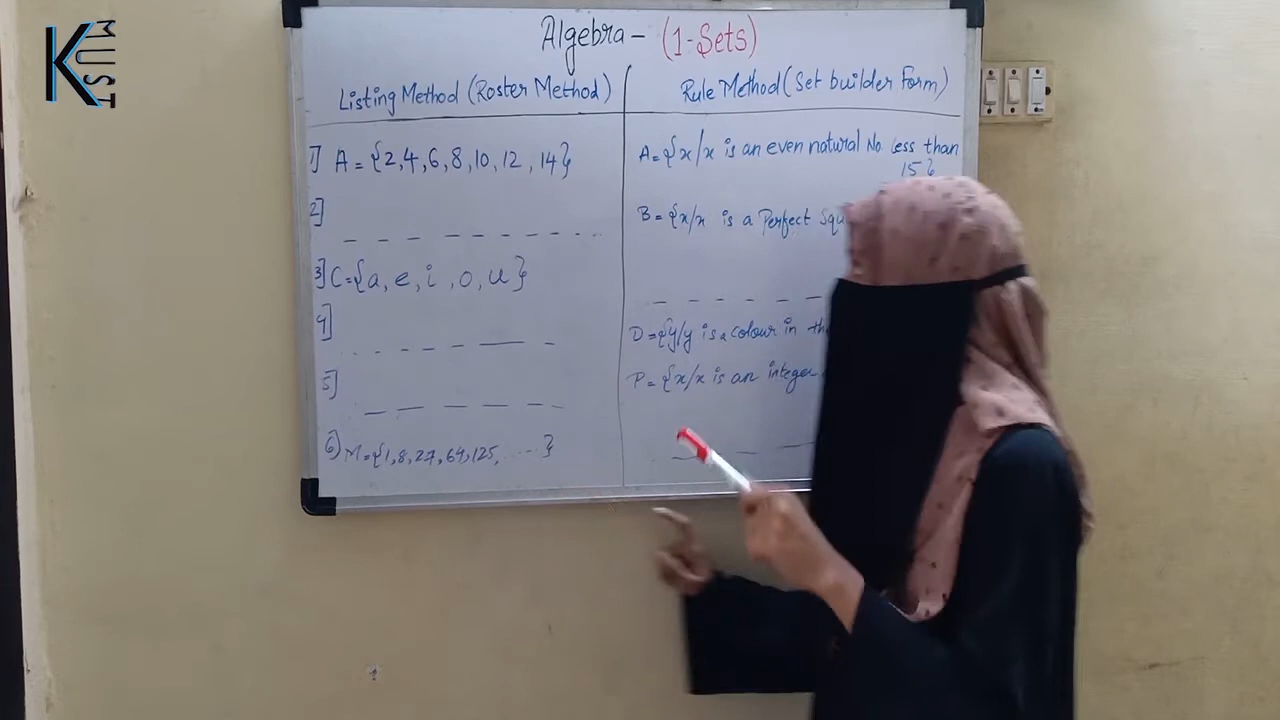 K MUST
Algebra - (1-Sets)
Listing Method (Roster Method)
Rule Method (Set builder Form)
1] A = {2,4,6,8,10,12,14}
A = {x/x is an even natural No. Less than
15}
2]
B = {x/x is a Perfect
3] C={a,e,i,o,u}
4]
D = {y/y is a colour in
5]
P = {x/x is an integer
6) M={1,8,27,64,125, ....}